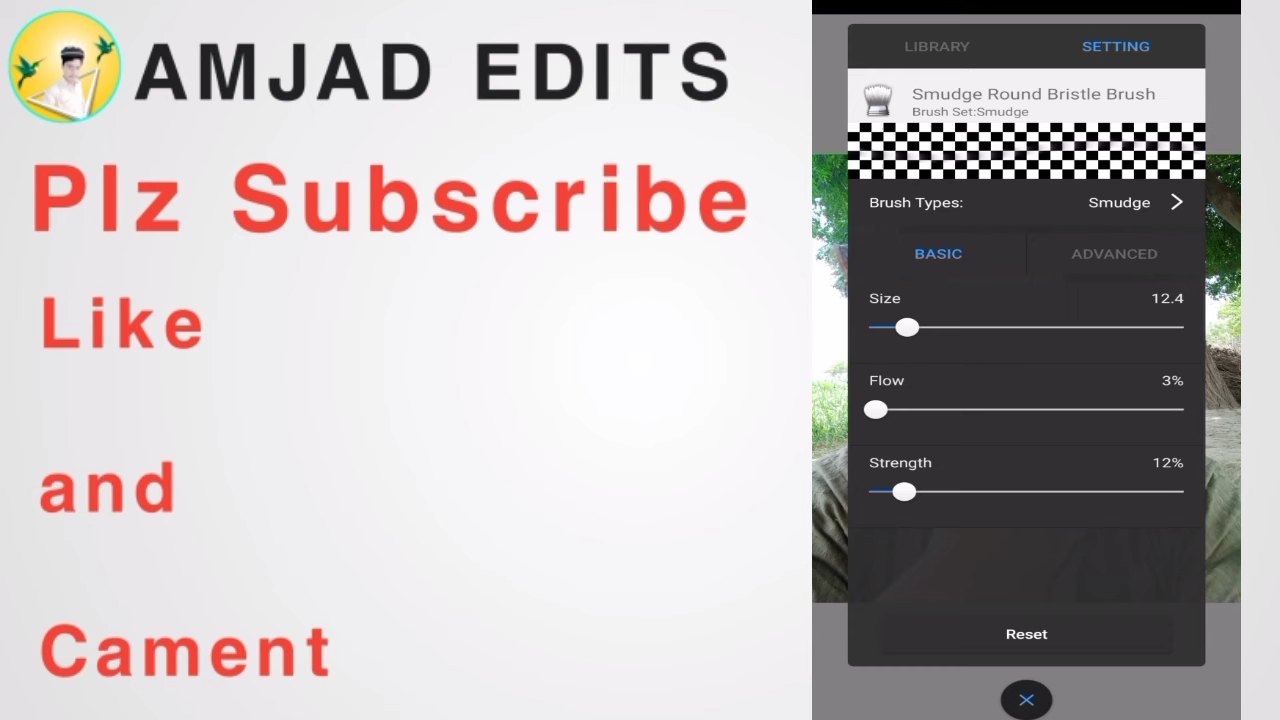 AMJAD EDITS
Plz Subscribe
Like
and
Cament
LIBRARY SETTING
Smudge Round Bristle Brush
Brush Set:Smudge
Brush Types: Smudge
BASIC ADVANCED
Size 12.4
Flow 3%
Strength 12%
Reset